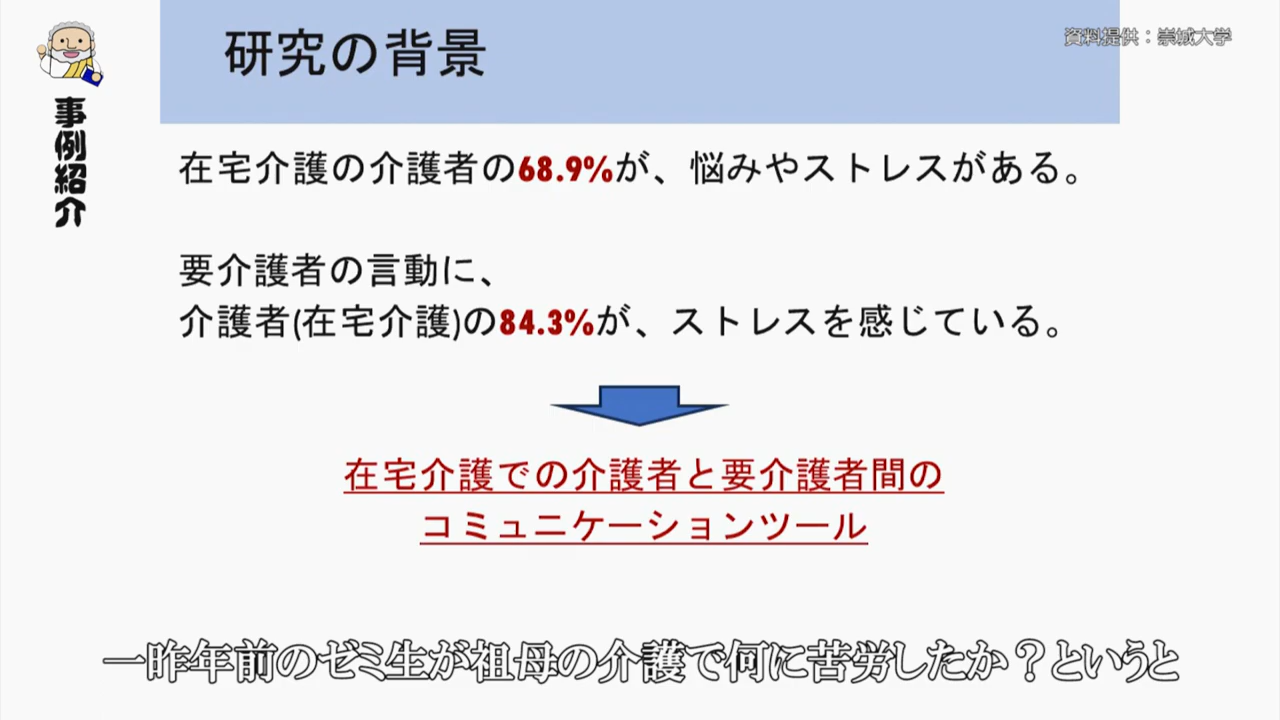 資料提供：崇城大学
事例紹介
研究の背景
在宅介護の介護者の68.9%が、悩みやストレスがある。
要介護者の言動に、
介護者(在宅介護)の84.3%が、ストレスを感じている。
在宅介護での介護者と要介護者間の
コミュニケーションツール
一昨年前のゼミ生が祖母の介護で何に苦労したか？というと